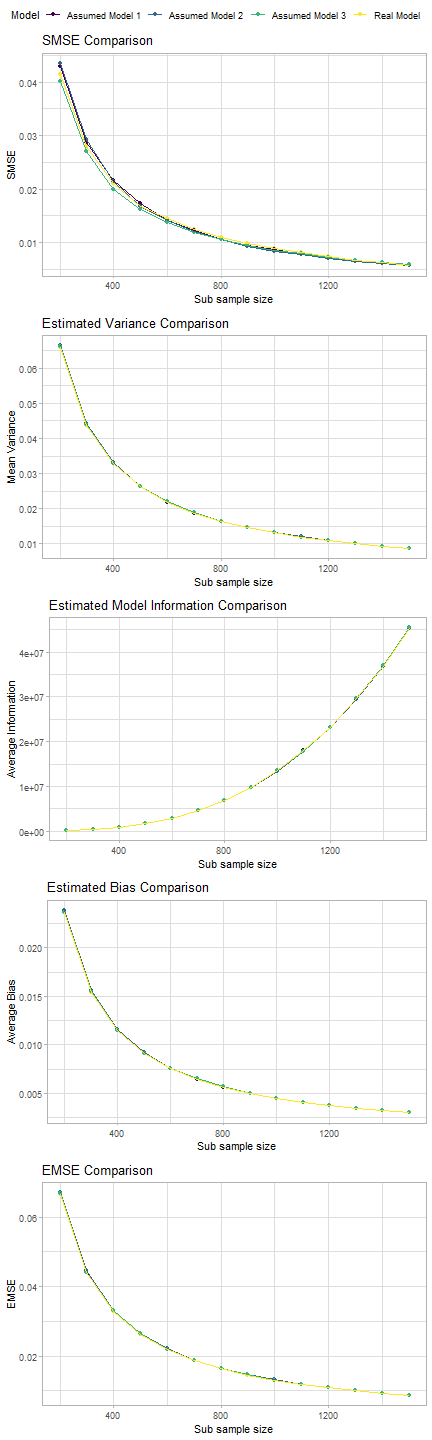 Model Assumed Model 1 Assumed Model 2 Assumed Model 3 Real Model
SMSE Comparison
SMSE
0.04
0.03
0.02
0.01
400 800 1200
Sub sample size
Estimated Variance Comparison
Mean Variance
0.06
0.05
0.04
0.03
0.02
0.01
400 800 1200
Sub sample size
Estimated Model Information Comparison
Average Information
4e+07
3e+07
2e+07
1e+07
0e+00
400 800 1200
Sub sample size
Estimated Bias Comparison
Average Bias
0.020
0.015
0.010
0.005
400 800 1200
Sub sample size
EMSE Comparison
EMSE
0.06
0.04
0.02
400 800 1200
Sub sample size